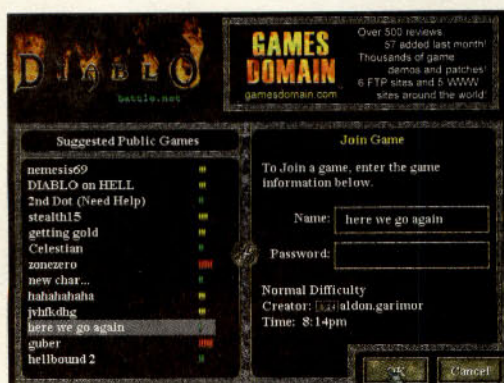 DIABLO
battle.net
GAMES
DOMAIN
gamesdomain.com
Over 500 reviews.
57 added last month!
Thousands of game
demos and patches!
6 FTP sites and 5 WWW
sites around the world!
Suggested Public Games
nemesis69
DIABLO on HELL
2nd Dot (Need Help)
stealth15
getting gold
Celestian
zonezero
new char...
hahahahaha
jvhfkdhg
here we go again
guber
hellbound 2
Join Game
To Join a game, enter the game
information below.
Name: here we go again
Password:
Normal Difficulty
Creator: aldon.garimor
Time: 8:14pm
OK
Cancel